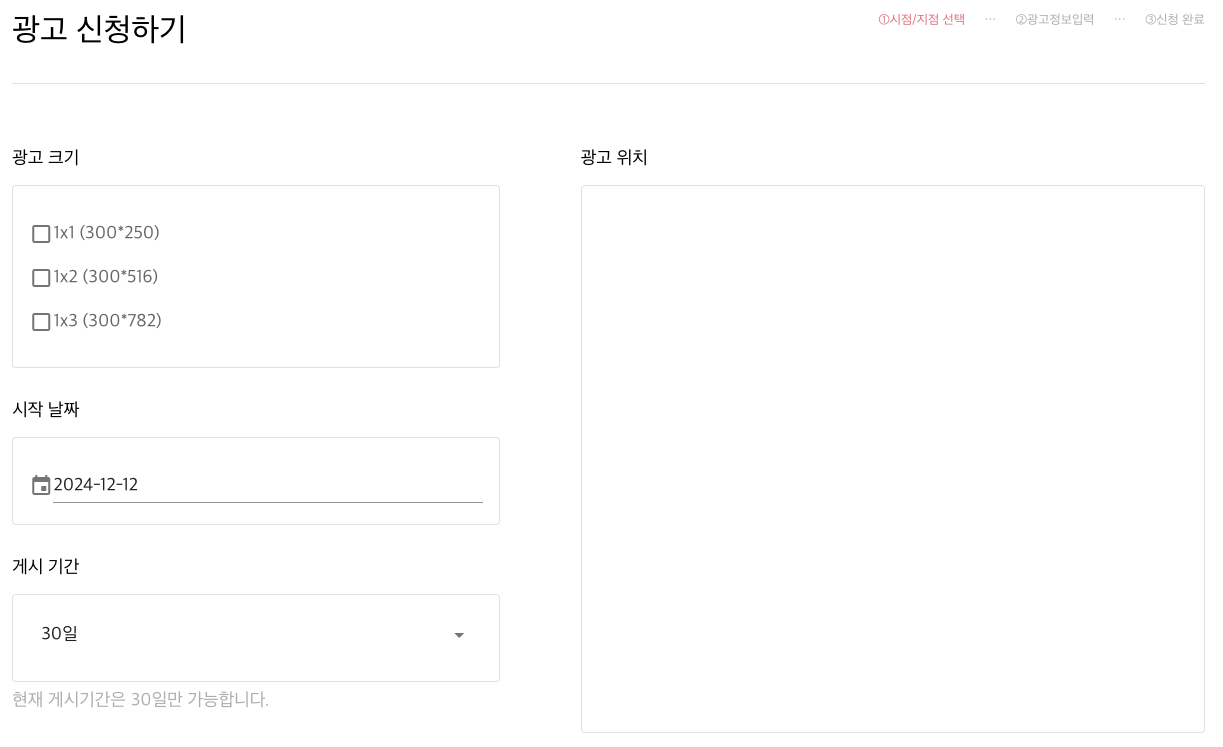 광고 신청하기
①시점/지점 선택 ··· ②광고정보입력 ··· ③신청 완료
광고 크기
1x1 (300*250)
1x2 (300*516)
1x3 (300*782)
시작 날짜
2024-12-12
게시 기간
30일
현재 게시기간은 30일만 가능합니다.
광고 위치